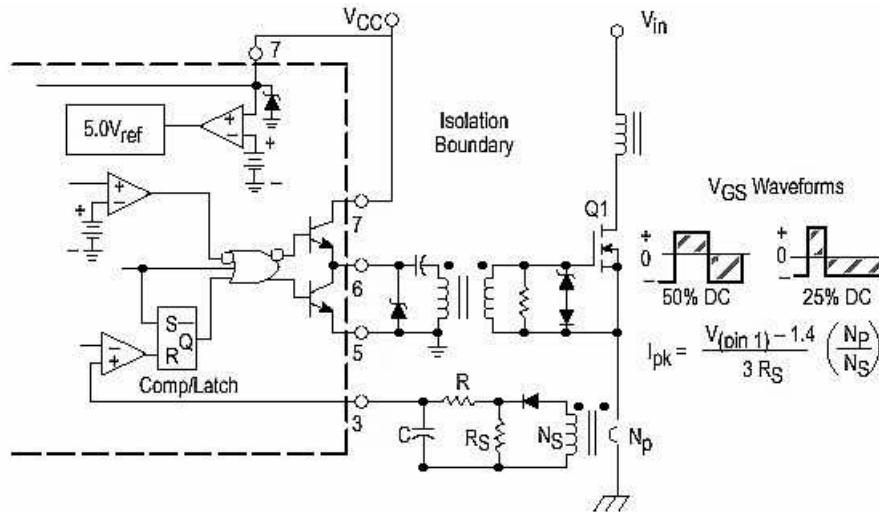 VCC
Vin
7
5.0Vref
+
–
+
–
Isolation
Boundary
VGS Waveforms
Q1
+
–
+
–
7
+
0
–
+
0
–
6
50% DC
25% DC
S
Q
R
–
+
5
Comp/Latch
Ipk = V(pin 1) – 1.4 / 3 RS (NP / NS)
3
R
C
RS
NS
Np